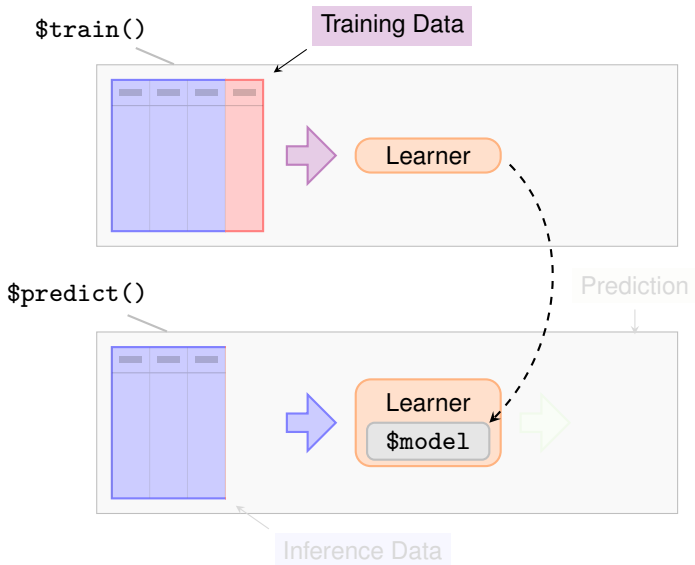 $train()
Training Data
Learner
$predict()
Prediction
Learner
$model
Inference Data